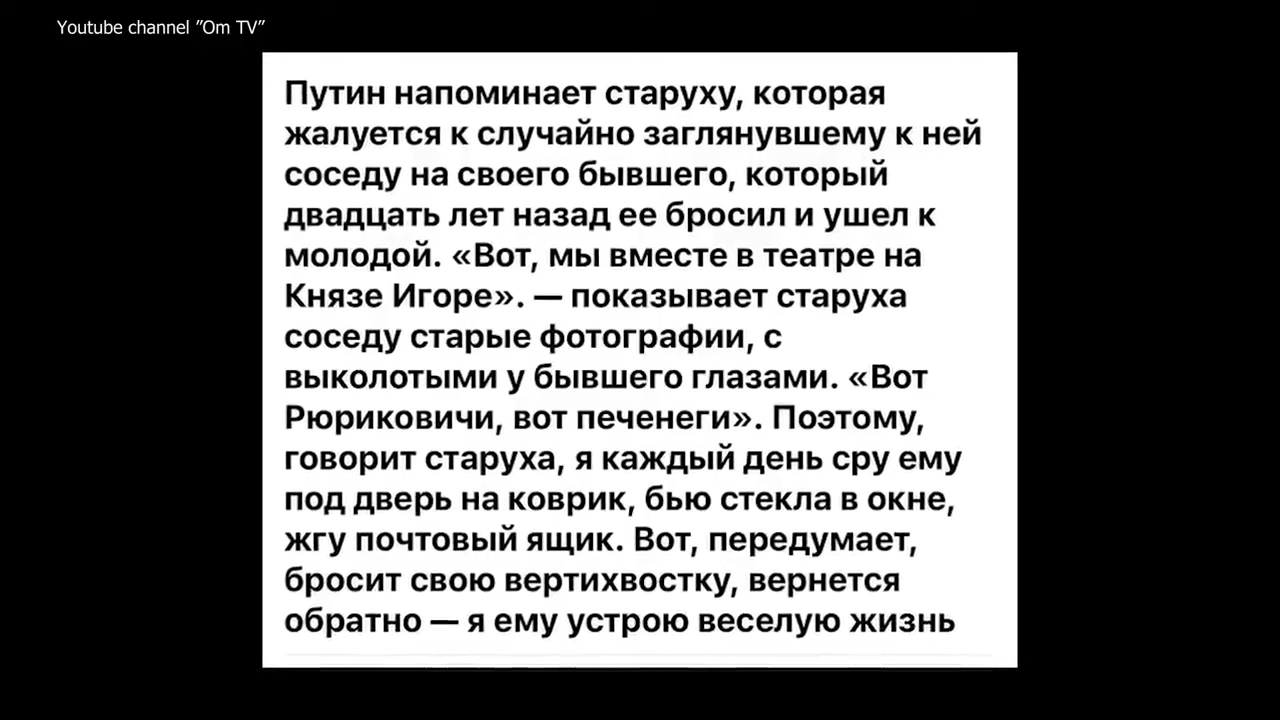 Youtube channel ”Om TV”
Путин напоминает старуху, которая
жалуется к случайно заглянувшему к ней
соседу на своего бывшего, который
двадцать лет назад ее бросил и ушел к
молодой. «Вот, мы вместе в театре на
Князе Игоре». — показывает старуха
соседу старые фотографии, с
выколотыми у бывшего глазами. «Вот
Рюриковичи, вот печенеги». Поэтому,
говорит старуха, я каждый день сру ему
под дверь на коврик, бью стекла в окне,
жгу почтовый ящик. Вот, передумает,
бросит свою вертихвостку, вернется
обратно — я ему устрою веселую жизнь